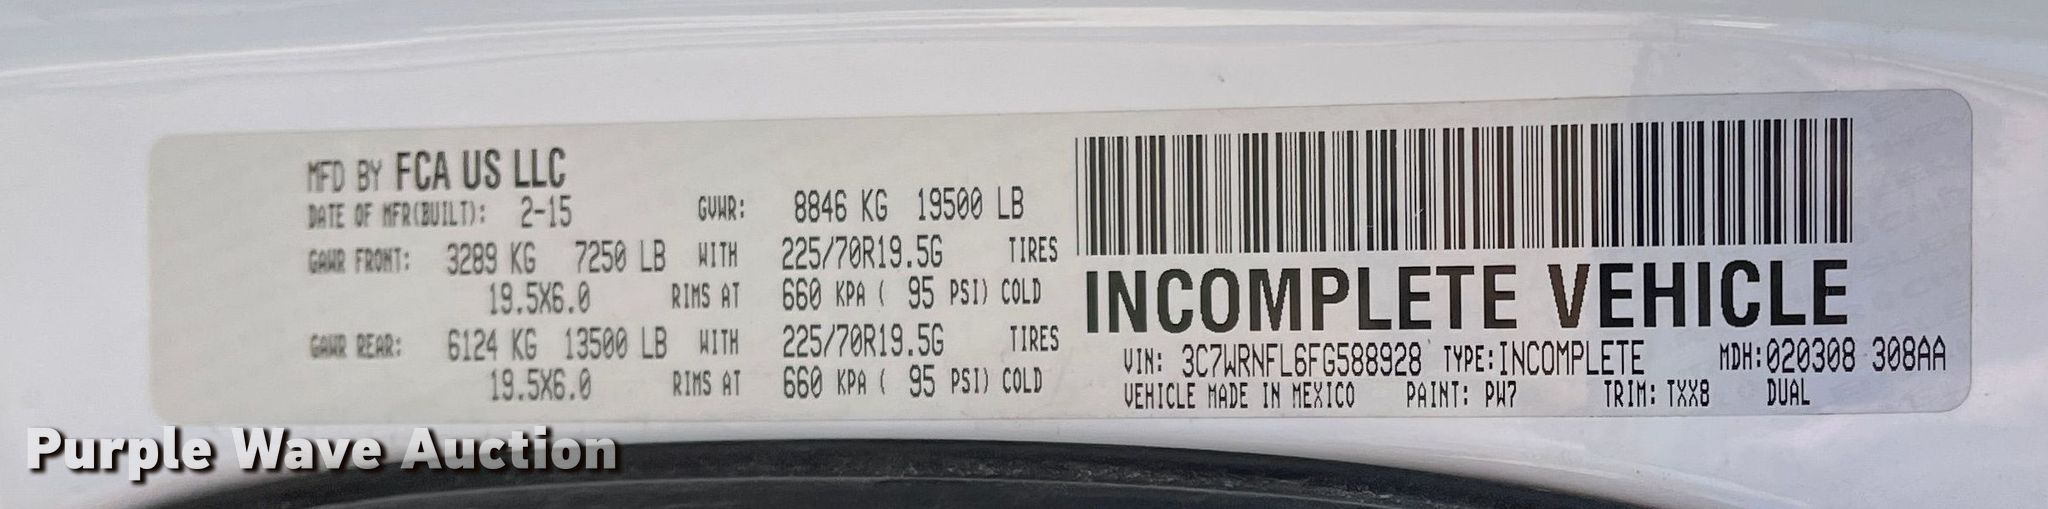 MFD BY FCA US LLC
DATE OF MFR(BUILT): 2-15 GVWR: 8846 KG 19500 LB
GAWR FRONT: 3289 KG 7250 LB WITH 225/70R19.5G TIRES
19.5X6.0 RIMS AT 660 KPA ( 95 PSI) COLD
GAWR REAR: 6124 KG 13500 LB WITH 225/70R19.5G TIRES
19.5X6.0 RIMS AT 660 KPA ( 95 PSI) COLD
INCOMPLETE VEHICLE
VIN: 3C7WRNFL6FG588928 TYPE: INCOMPLETE MDH: 020308 308AA
VEHICLE MADE IN MEXICO PAINT: PW7 TRIM: TXX8 DUAL
Purple Wave Auction